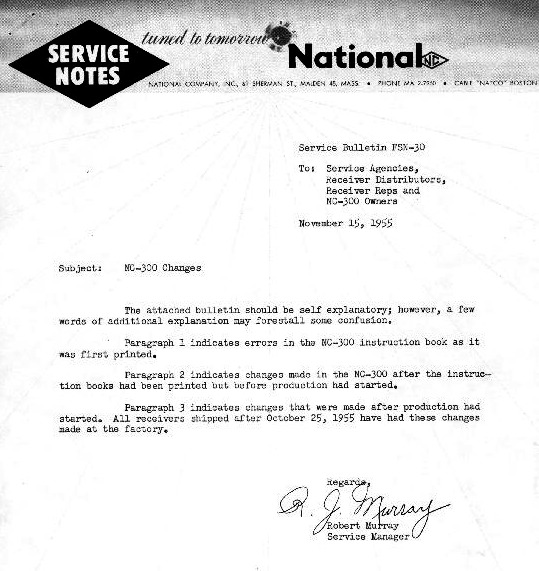 SERVICE
NOTES
tuned to tomorrow
National NC
NATIONAL COMPANY, INC., 61 SHERMAN ST., MALDEN 45, MASS. • PHONE MA 2-7950 • CABLE "NATCO" BOSTON
Service Bulletin FSN-30
To: Service Agencies,
Receiver Distributors,
Receiver Reps and
NC-300 Owners
November 15, 1955
Subject: NC-300 Changes
The attached bulletin should be self explanatory; however, a few
words of additional explanation may forestall some confusion.
Paragraph 1 indicates errors in the NC-300 instruction book as it
was first printed.
Paragraph 2 indicates changes made in the NC-300 after the instruc-
tion books had been printed but before production had started.
Paragraph 3 indicates changes that were made after production had
started. All receivers shipped after October 25, 1955 have had these changes
made at the factory.
Regards,
R. J. Murray
Robert Murray
Service Manager